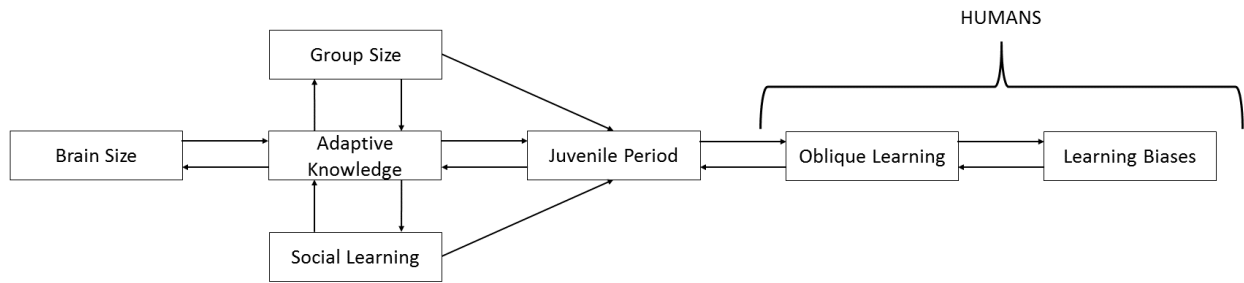 HUMANS
Group Size
Brain Size
Adaptive
Knowledge
Juvenile Period
Oblique Learning
Learning Biases
Social Learning